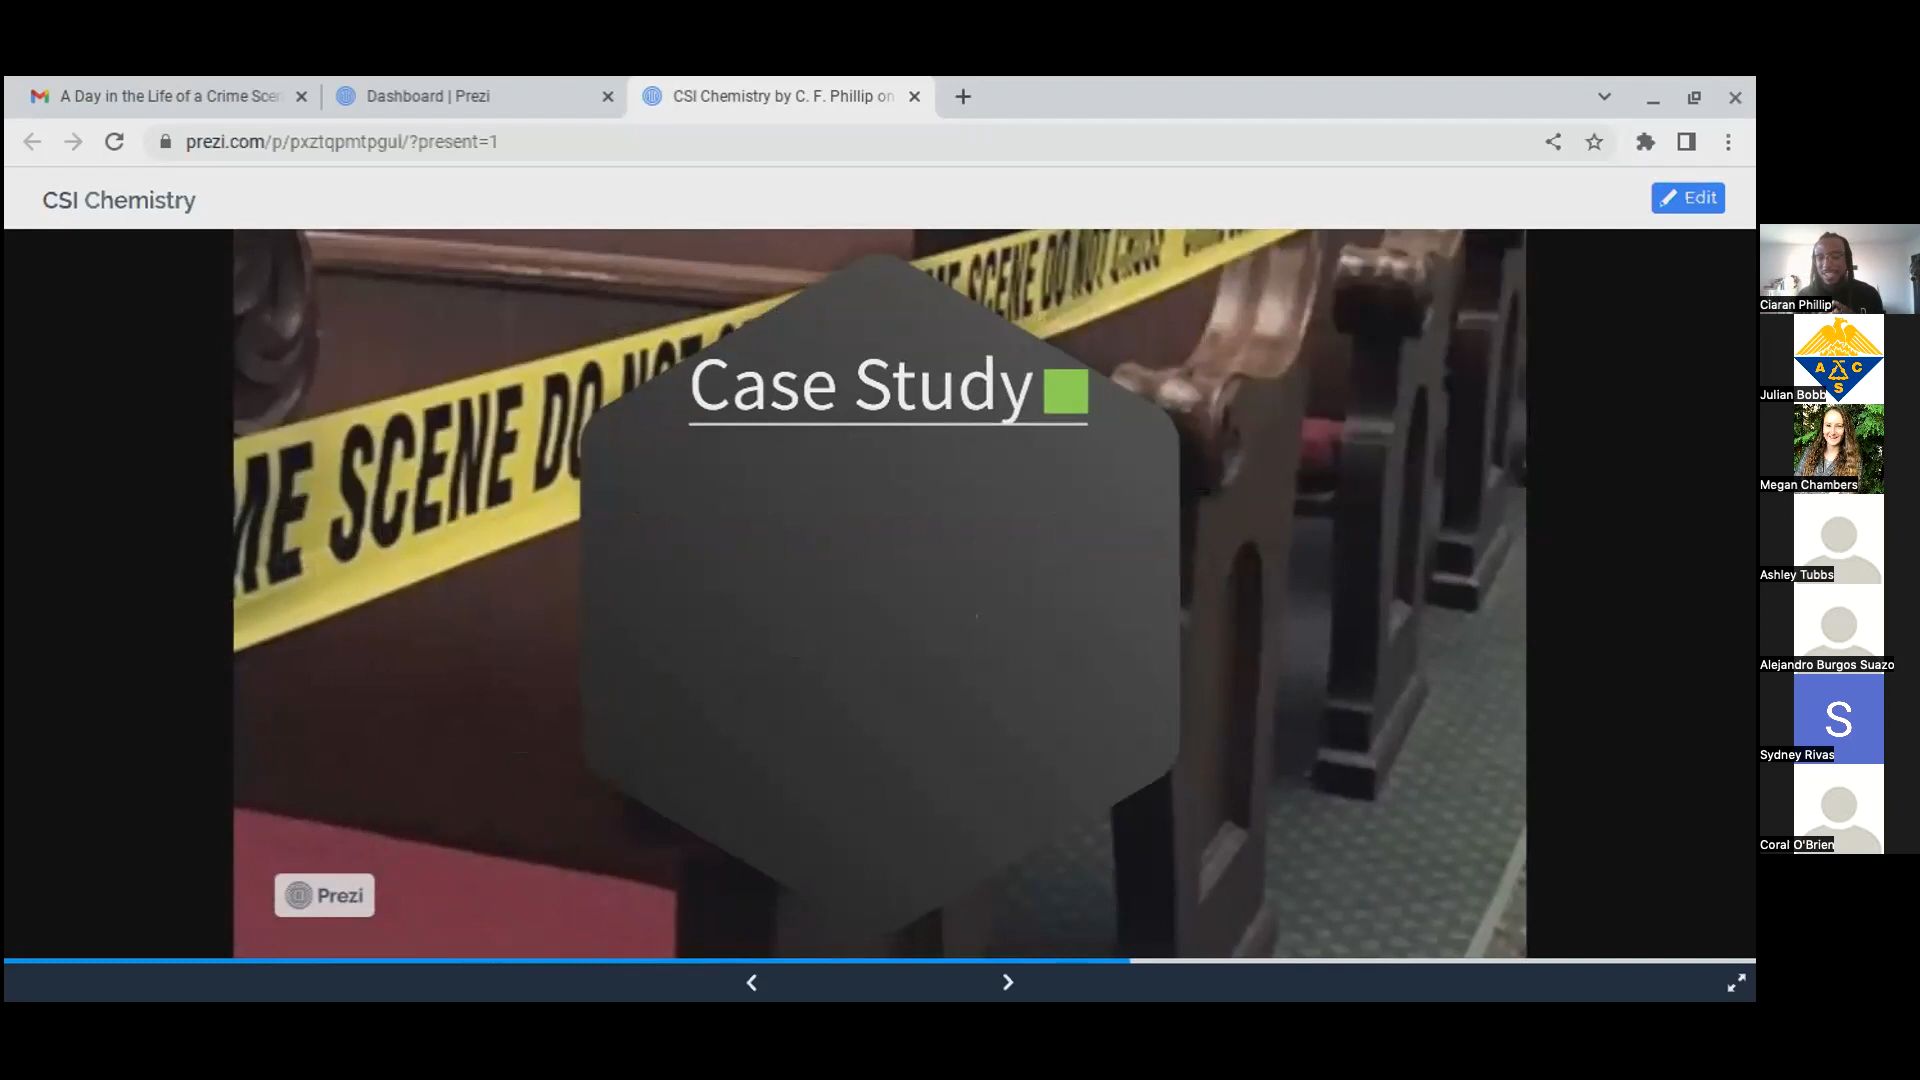 A Day in the Life of a Crime Scen
Dashboard | Prezi
CSI Chemistry by C. F. Phillip on
prezi.com/p/pxztqpmtpgul/?present=1
CSI Chemistry
Edit
ME SCENE DO NOT
ME SCENE DO NOT CROSS
Case Study
Prezi
Ciaran Phillip
A C S
Julian Bobb
Megan Chambers
Ashley Tubbs
Alejandro Burgos Suazo
S
Sydney Rivas
Coral O'Brien